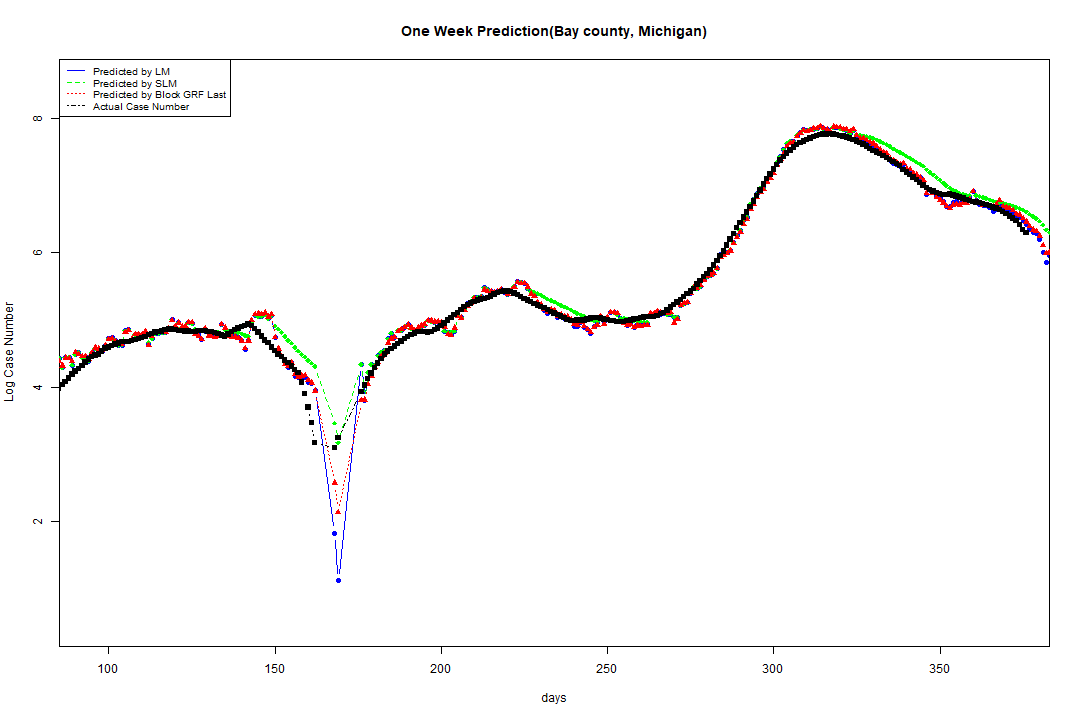 One Week Prediction(Bay county, Michigan)
Predicted by LM
Predicted by SLM
Predicted by Block GRF Last
Actual Case Number
8
6
4
2
Log Case Number
100 150 200 250 300 350
days